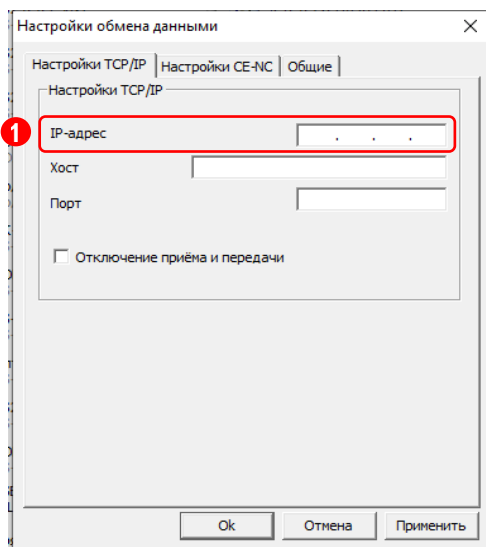 Настройки обмена данными
Настройки TCP/IP Настройки CE-NC Общие
Настройки TCP/IP
1 IP-адрес . . .
Хост
Порт
Отключение приёма и передачи
Ok Отмена Применить